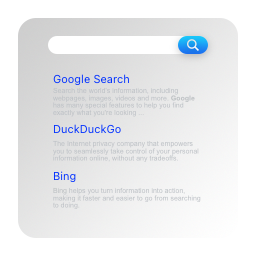 Google Search
Search the world's information, including
webpages, images, videos and more. Google
has many special features to help you find
exactly what you're looking ...
DuckDuckGo
The Internet privacy company that empowers
you to seamlessly take control of your personal
information online, without any tradeoffs.
Bing
Bing helps you turn information into action,
making it faster and easier to go from searching
to doing.